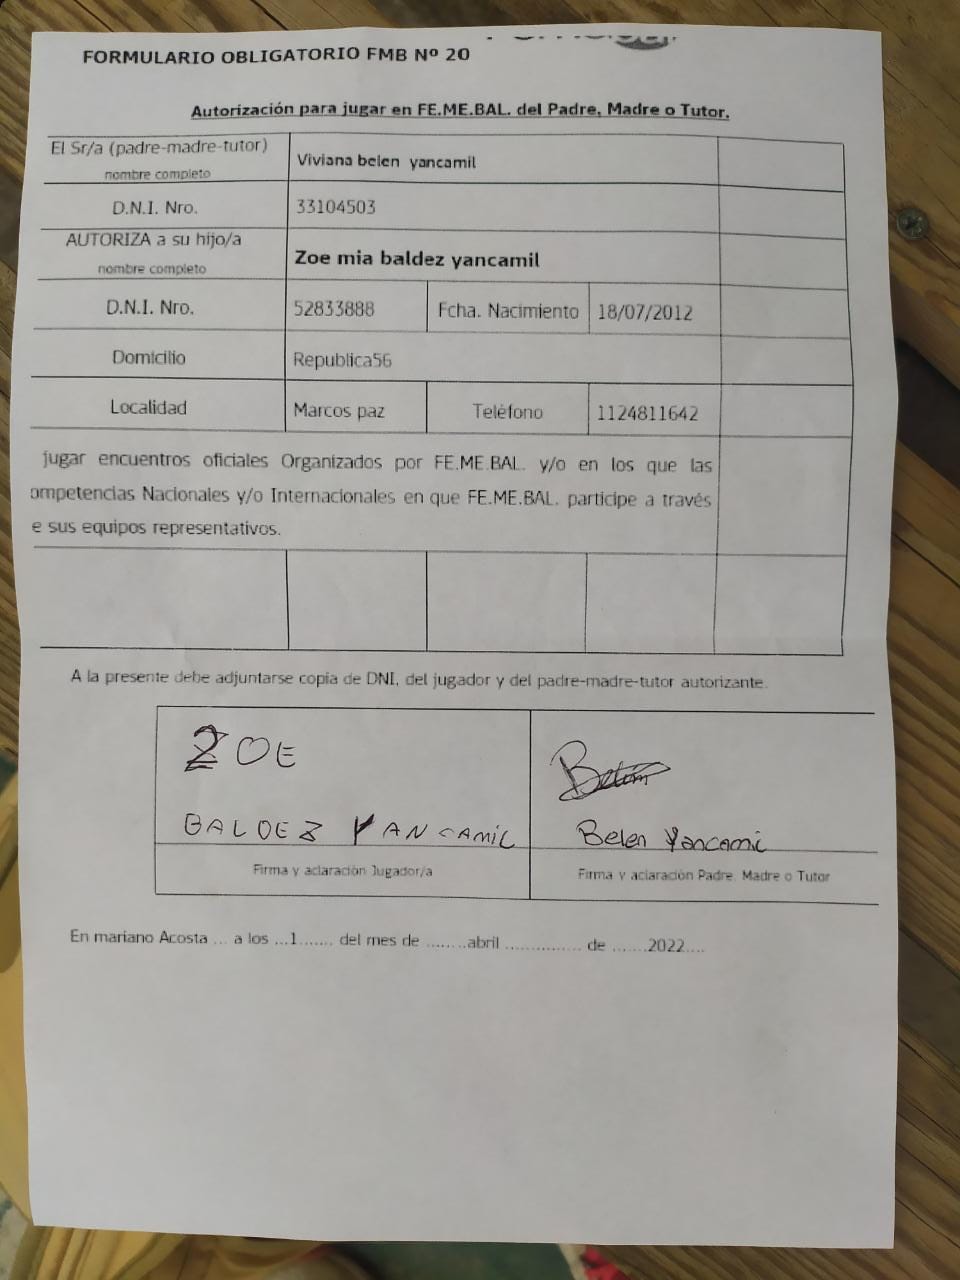 FORMULARIO OBLIGATORIO FMB Nº 20
Autorización para jugar en FE.ME.BAL. del Padre, Madre o Tutor.
El Sr/a (padre-madre-tutor) nombre completo Viviana belen yancamil
D.N.I. Nro. 33104503
AUTORIZA a su hijo/a nombre completo Zoe mia baldez yancamil
D.N.I. Nro. 52833888 Fcha. Nacimiento 18/07/2012
Domicilio Republica56
Localidad Marcos paz Teléfono 1124811642
jugar encuentros oficiales Organizados por FE.ME.BAL. y/o en los que las
ompetencias Nacionales y/o Internacionales en que FE.ME.BAL. participe a través
e sus equipos representativos.
A la presente debe adjuntarse copia de DNI, del jugador y del padre-madre-tutor autorizante.
ZOE
BALDEZ YANCAMIL
Firma y aclaración Jugador/a
Belen
Belen Yancami
Firma y aclaración Padre, Madre o Tutor
En mariano Acosta ... a los ...1....... del mes de ........abril ............... de .......2022....